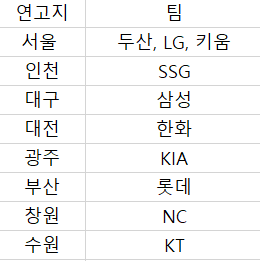 연고지 팀
서울 두산, LG, 키움
인천 SSG
대구 삼성
대전 한화
광주 KIA
부산 롯데
창원 NC
수원 KT